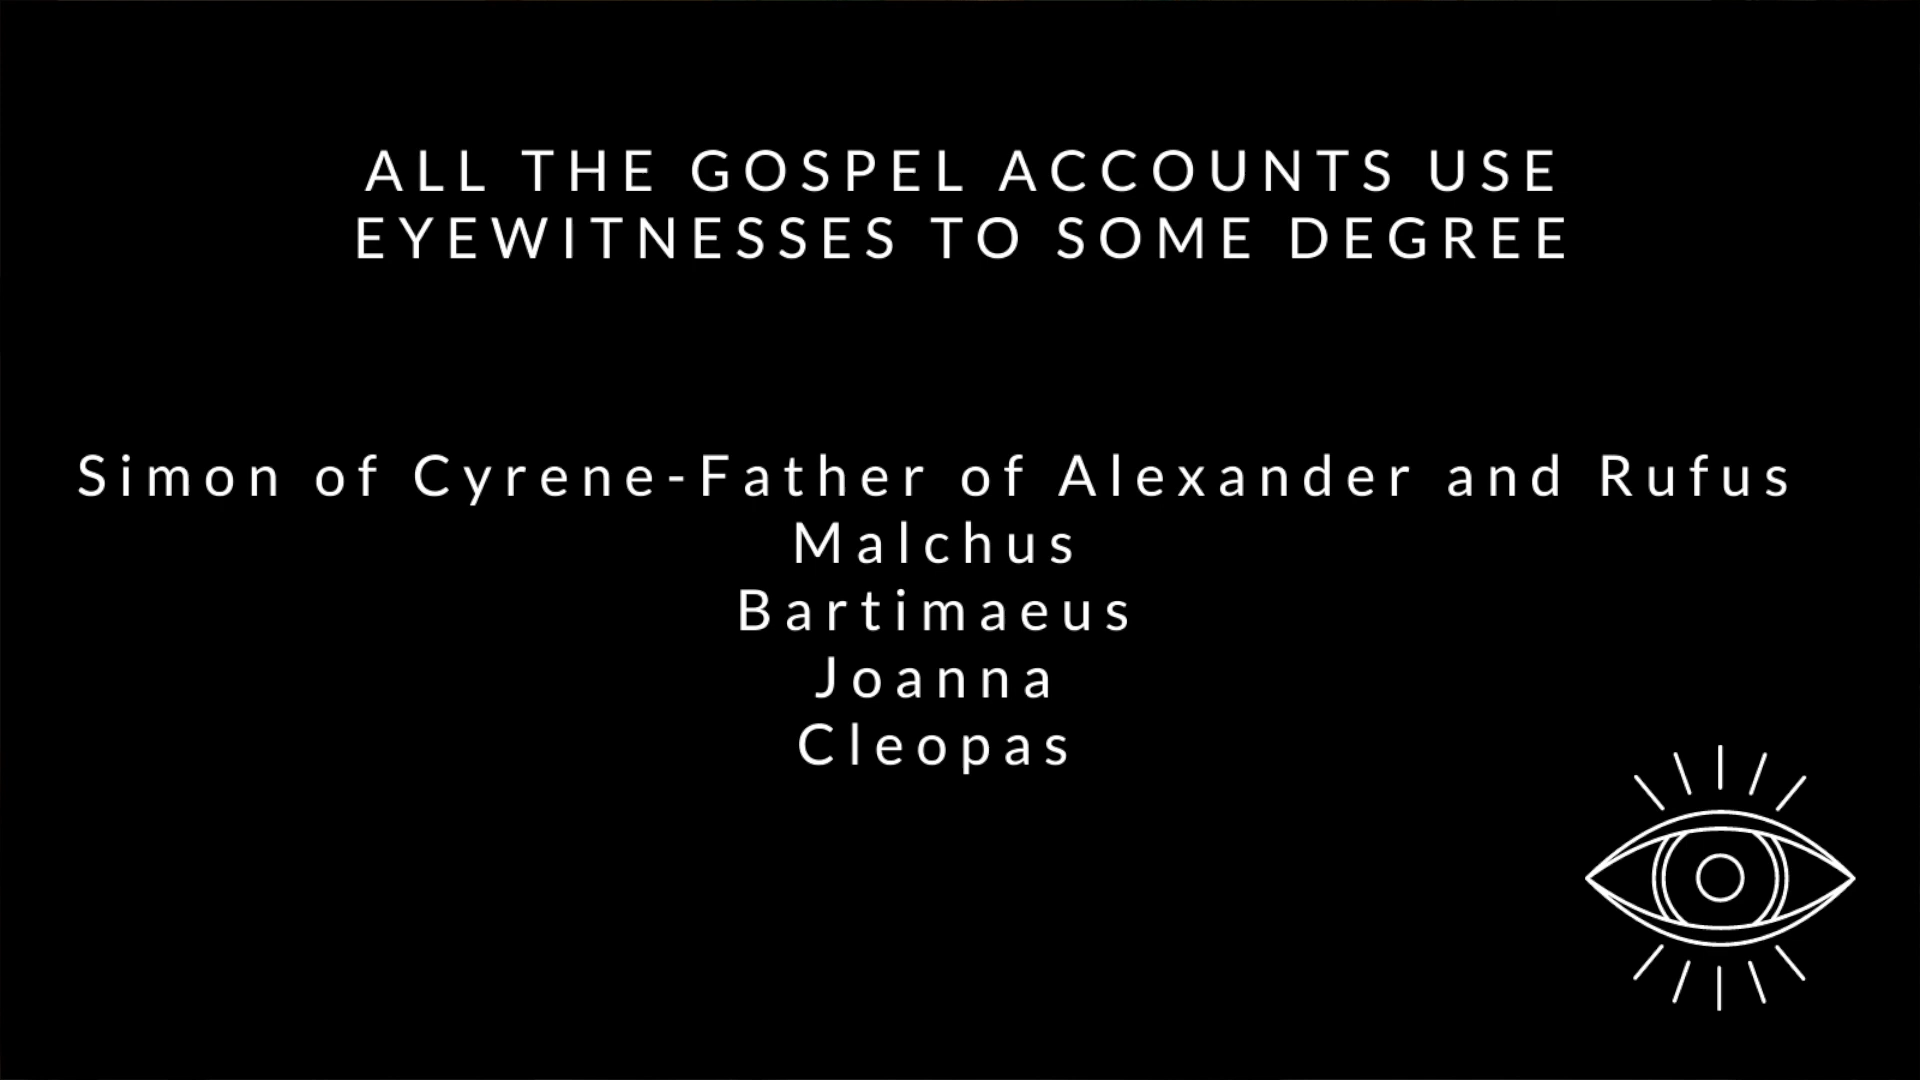 ALL THE GOSPEL ACCOUNTS USE
EYEWITNESSES TO SOME DEGREE
Simon of Cyrene-Father of Alexander and Rufus
Malchus
Bartimaeus
Joanna
Cleopas